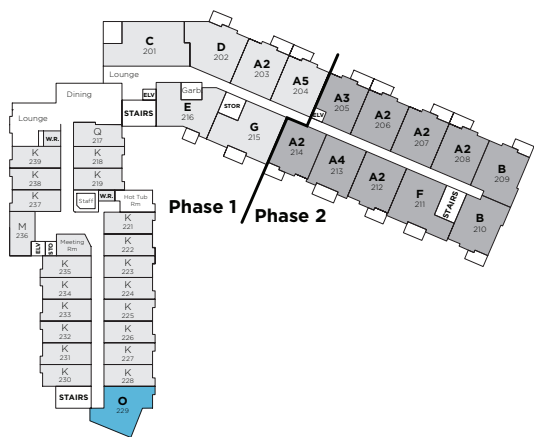 C
201
D
202
A2
203
A5
204
A3
205
A2
206
A2
207
A2
208
B
209
B
210
STAIRS
F
211
A2
212
A4
213
A2
214
ELV
G
215
STOR
E
216
Garb
ELV
STAIRS
Lounge
Dining
Lounge
W.R.
Q
217
K
218
K
219
K
239
K
238
K
237
M
236
Staff
W.R.
Hot Tub
Rm
Phase 1
Phase 2
ELV
STO
Meeting
Rm
K
221
K
222
K
223
K
224
K
225
K
226
K
227
K
228
K
235
K
234
K
233
K
232
K
231
K
230
STAIRS
O
229